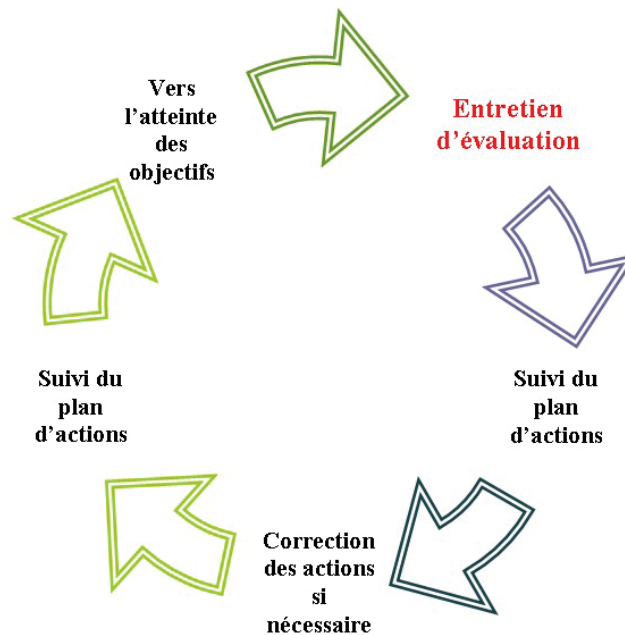 Vers
l’atteinte
des
objectifs
Entretien
d’évaluation
Suivi du
plan
d’actions
Suivi du
plan
d’actions
Correction
des actions
si
nécessaire